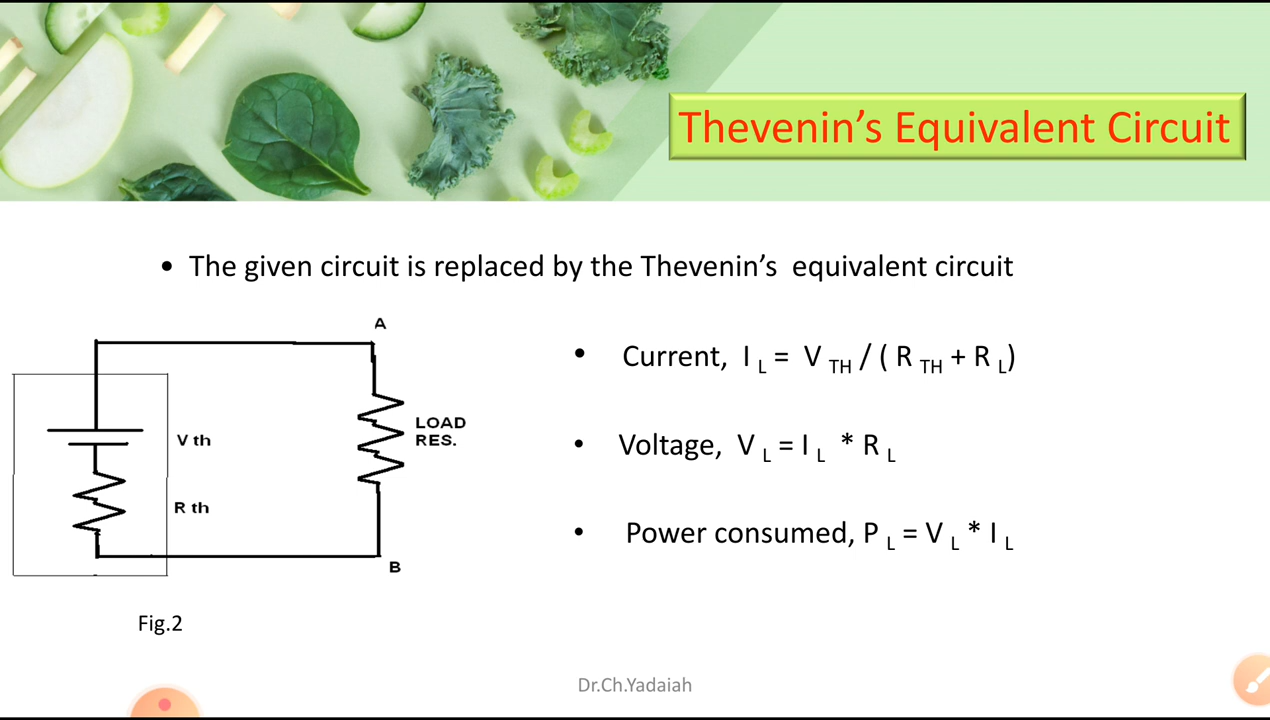 Thevenin’s Equivalent Circuit
• The given circuit is replaced by the Thevenin’s equivalent circuit
A
LOAD
RES.
V th
R th
B
Fig.2
• Current, I L = V TH / ( R TH + R L)
• Voltage, V L = I L * R L
• Power consumed, P L = V L * I L
Dr.Ch.Yadaiah